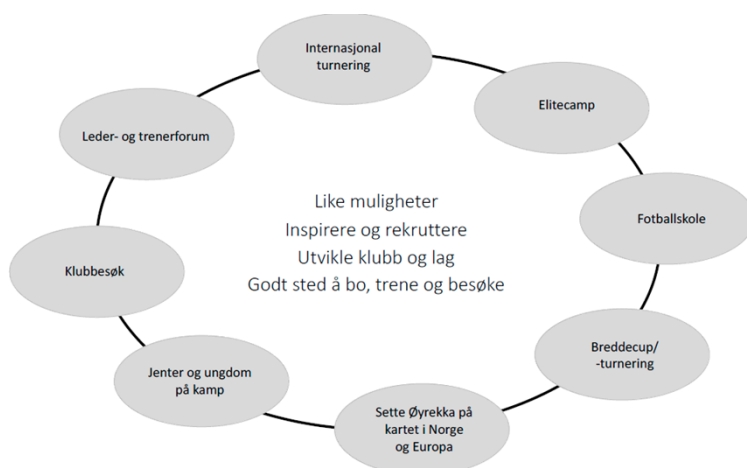 Internasjonal
turnering
Elitecamp
Leder- og trenerforum
Fotballskole
Like muligheter
Inspirere og rekruttere
Utvikle klubb og lag
Godt sted å bo, trene og besøke
Klubbesøk
Breddecup/
-turnering
Jenter og ungdom
på kamp
Sette Øyrekka på
kartet i Norge
og Europa